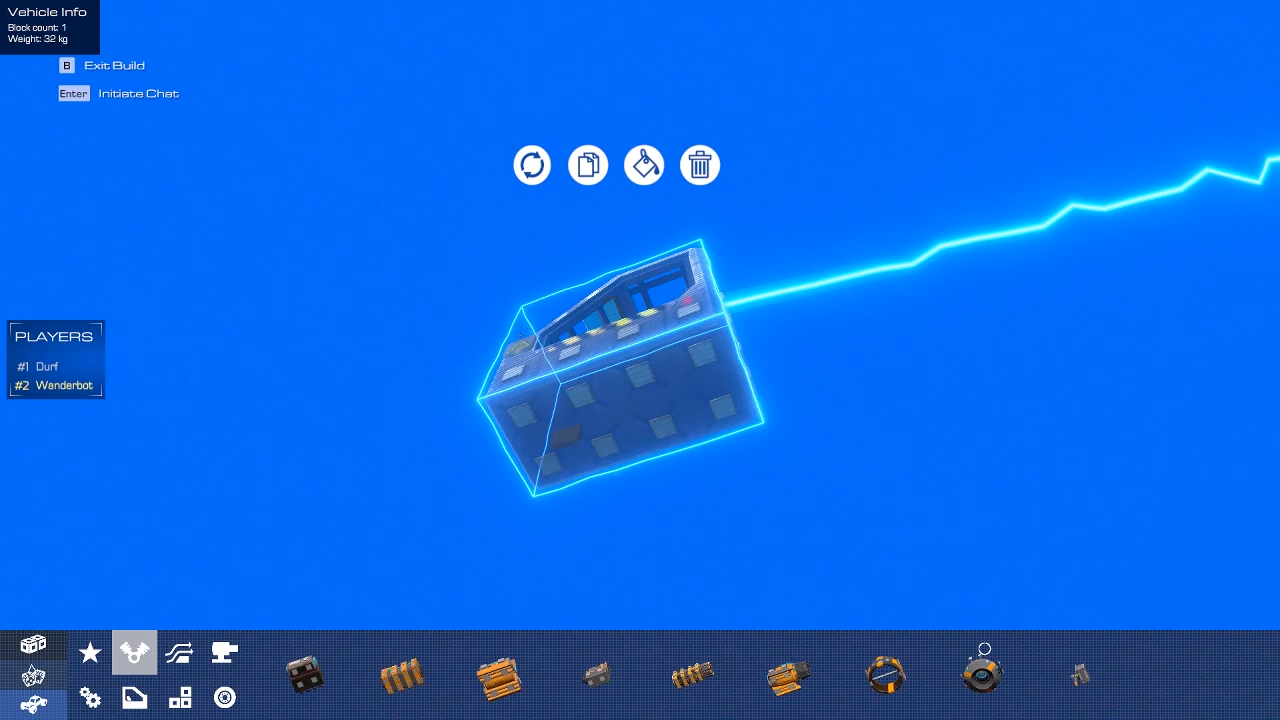 Vehicle Info
Block count: 1
Weight: 32 kg
B Exit Build
Enter Initiate Chat
PLAYERS
#1 Durf
#2 Wanderbot